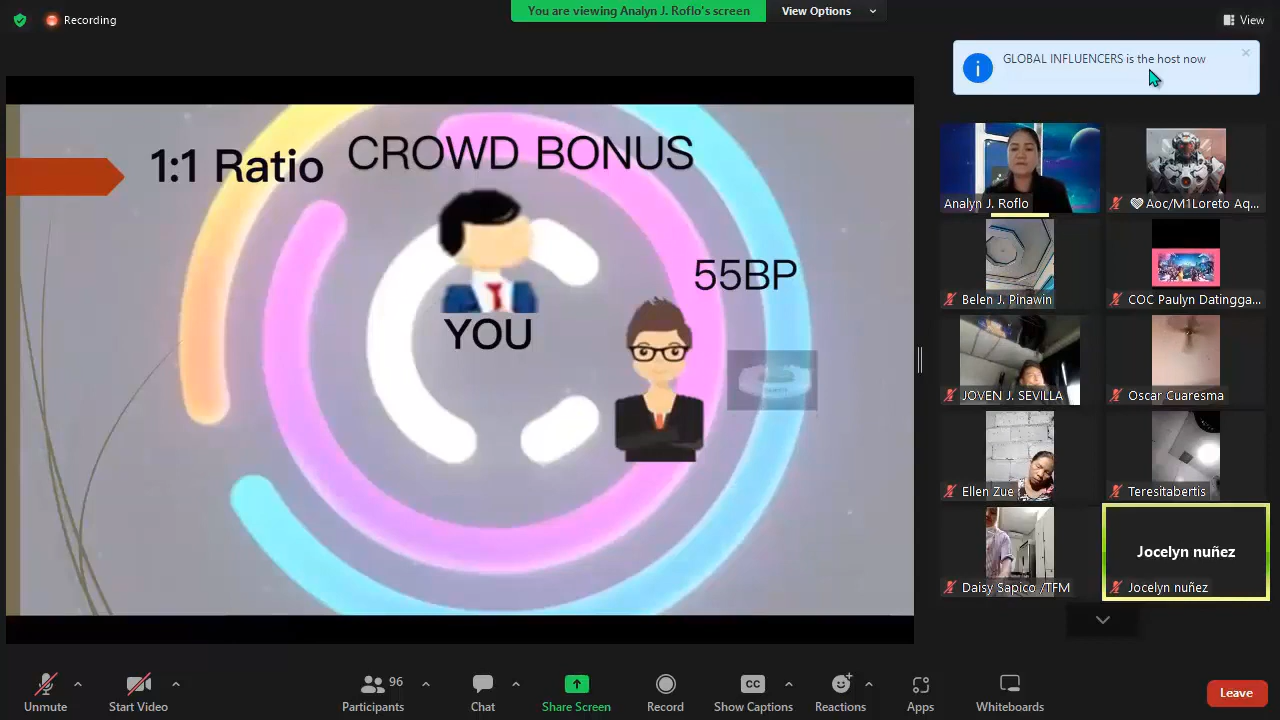 Recording
You are viewing Analyn J. Roflo's screen
View Options
View
GLOBAL INFLUENCERS is the host now
1:1 Ratio
CROWD BONUS
55BP
YOU
Analyn J. Roflo
Aoc/M1Loreto Aq...
Belen J. Pinawin
COC Paulyn Datingga...
JOVEN J. SEVILLA
Oscar Cuaresma
Ellen Zue
Teresitabertis
Daisy Sapico /TFM
Jocelyn nuñez
Jocelyn nuñez
Unmute
Start Video
96
Participants
Chat
Share Screen
Record
CC
Show Captions
Reactions
Apps
Whiteboards
Leave